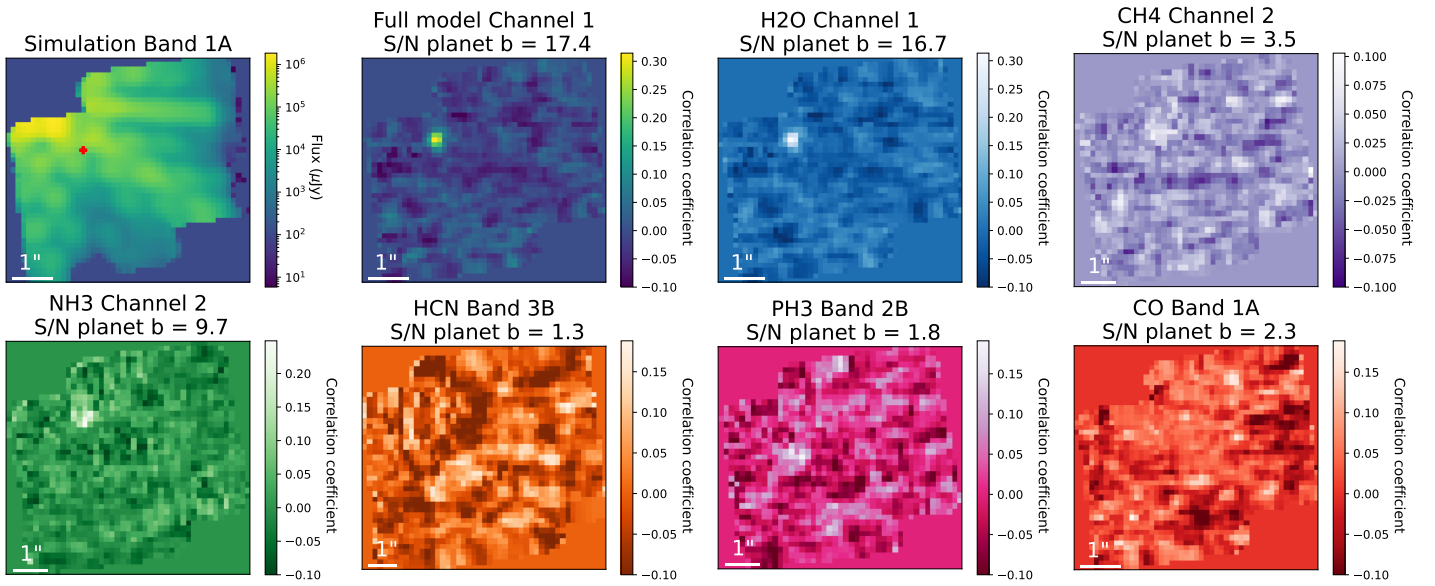 Simulation Band 1A
1"
10⁶
10⁵
10⁴
10³
10²
10¹
Flux (μJy)
Full model Channel 1
S/N planet b = 17.4
1"
0.30
0.25
0.20
0.15
0.10
0.05
0.00
−0.05
−0.10
Correlation coefficient
H2O Channel 1
S/N planet b = 16.7
1"
0.30
0.25
0.20
0.15
0.10
0.05
0.00
−0.05
−0.10
Correlation coefficient
CH4 Channel 2
S/N planet b = 3.5
1"
0.100
0.075
0.050
0.025
0.000
−0.025
−0.050
−0.075
−0.100
Correlation coefficient
NH3 Channel 2
S/N planet b = 9.7
1"
0.20
0.15
0.10
0.05
0.00
−0.05
−0.10
Correlation coefficient
HCN Band 3B
S/N planet b = 1.3
1"
0.15
0.10
0.05
0.00
−0.05
−0.10
Correlation coefficient
PH3 Band 2B
S/N planet b = 1.8
1"
0.15
0.10
0.05
0.00
−0.05
−0.10
Correlation coefficient
CO Band 1A
S/N planet b = 2.3
1"
0.15
0.10
0.05
0.00
−0.05
−0.10
Correlation coefficient